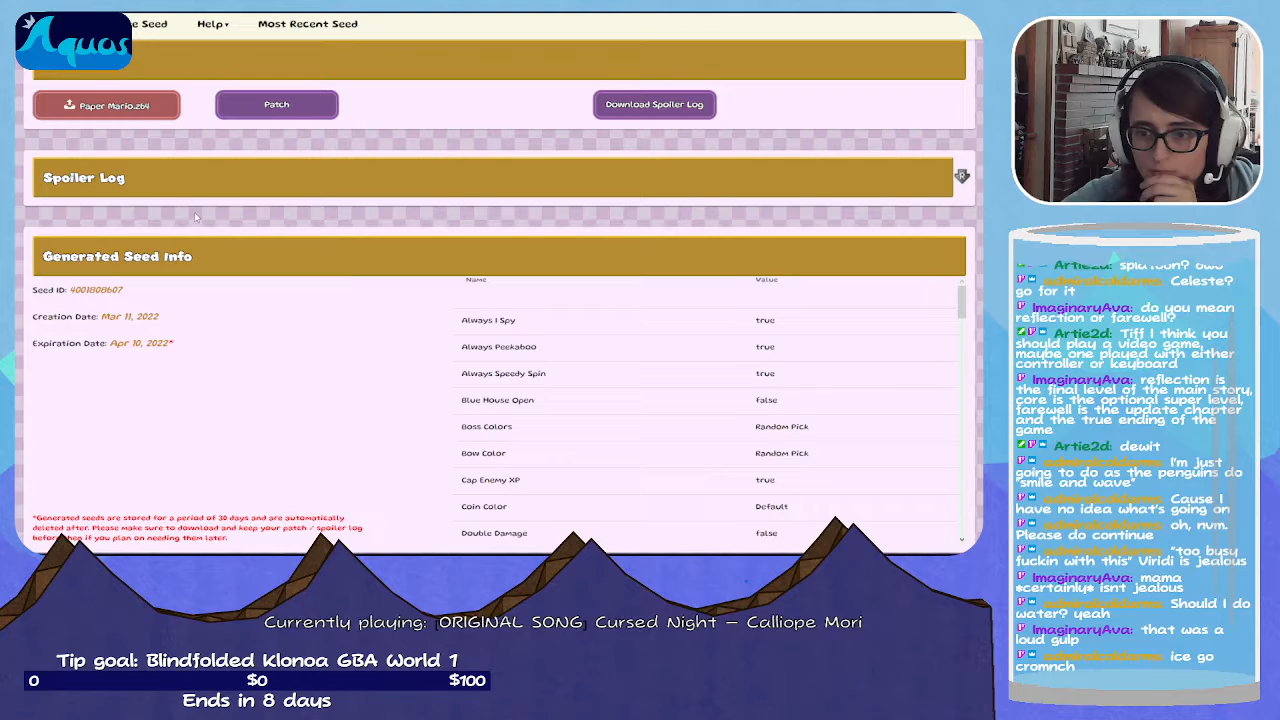 Aquos
Seed
Help ▾
Most Recent Seed
Paper Mario.z64
Patch
Download Spoiler Log
Spoiler Log
R
Generated Seed Info
Seed ID: 4001808607
Creation Date: Mar 11, 2022
Expiration Date: Apr 10, 2022*
*Generated seeds are stored for a period of 30 days and are automatically
deleted after. Please make sure to download and keep your patch / spoiler log
before then if you plan on needing them later.
Name Value
Always I Spy true
Always Peekaboo true
Always Speedy Spin true
Blue House Open false
Boss Colors Random Pick
Bow Color Random Pick
Cap Enemy XP true
Coin Color Default
Double Damage false
Artie2d: splatoon? owo
admiralcoldarms: Celeste?
go for it
ImaginaryAva: do you mean
reflection or farewell?
Artie2d: Tiff I think you
should play a video game,
maybe one played with either
controller or keyboard
ImaginaryAva: reflection is
the final level of the main story,
core is the optional super level,
farewell is the update chapter
and the true ending of the
game
Artie2d: dewit
admiralcoldarms: I'm just
going to do as the penguins do
"smile and wave"
admiralcoldarms: Cause I
have no idea what's going on
admiralcoldarms: oh, num.
Please do continue
admiralcoldarms: "too busy
fuckin with this" Viridi is jealous
ImaginaryAva: mama
*certainly* isnt jealous
admiralcoldarms: Should I do
water? yeah
ImaginaryAva: that was a
loud gulp
admiralcoldarms: ice go
cromnch
Currently playing: [ORIGINAL SONG] Cursed Night - Calliope Mori
Tip goal: Blindfolded Klonoa GBA World 1
0 $0 $100
Ends in 8 days